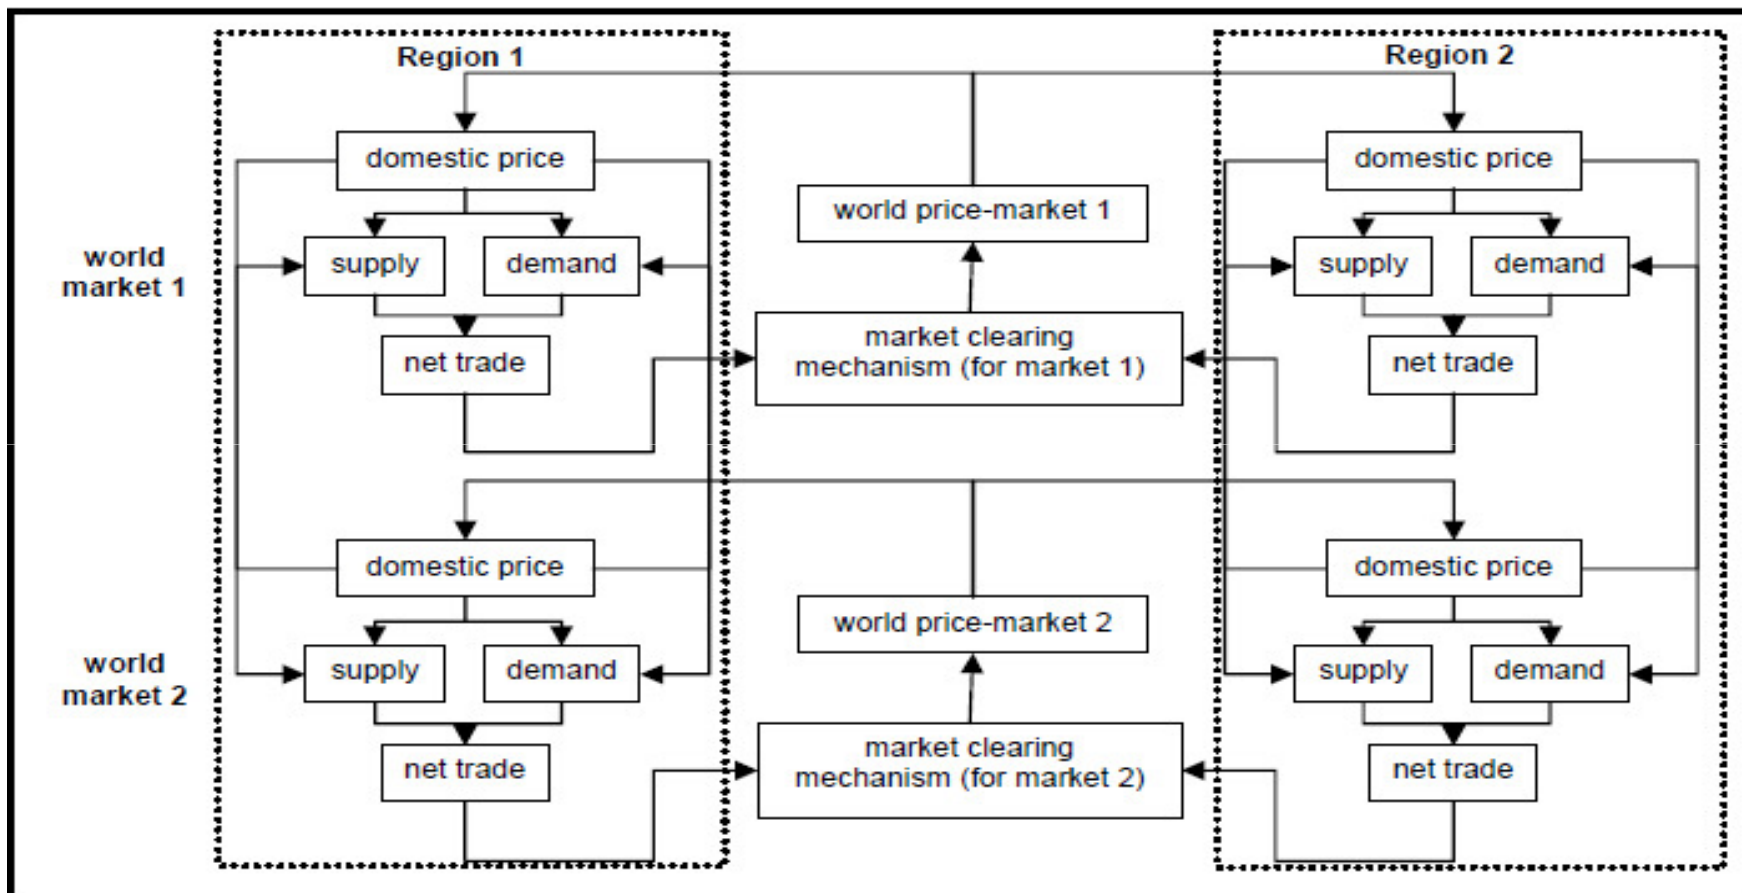 Region 1
Region 2
domestic price
domestic price
world price-market 1
world
market 1
supply
demand
supply
demand
market clearing
mechanism (for market 1)
net trade
net trade
domestic price
domestic price
world price-market 2
world
market 2
supply
demand
supply
demand
market clearing
mechanism (for market 2)
net trade
net trade